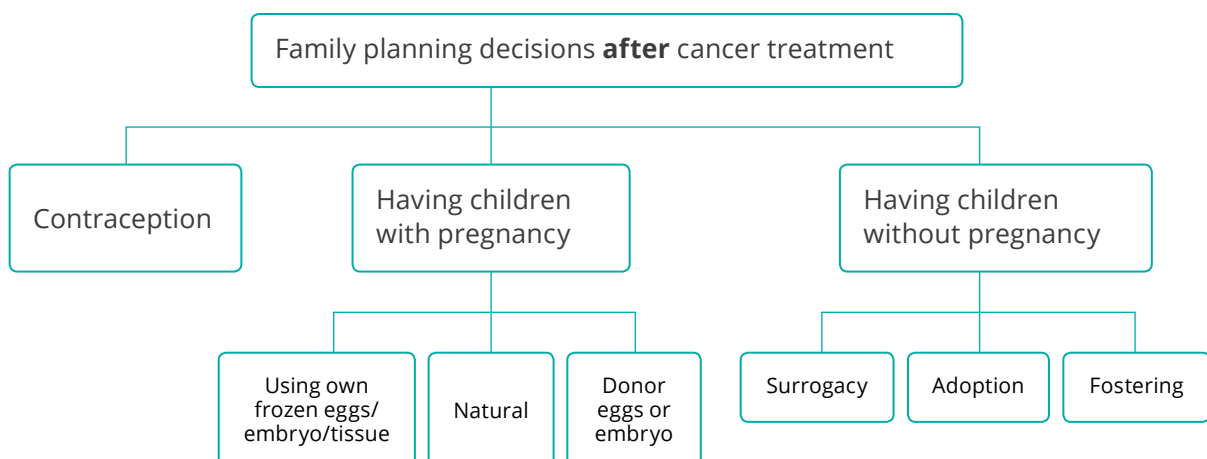 Family planning decisions after cancer treatment
Contraception
Having children
with pregnancy
Having children
without pregnancy
Using own
frozen eggs/
embryo/tissue
Natural
Donor
eggs or
embryo
Surrogacy
Adoption
Fostering